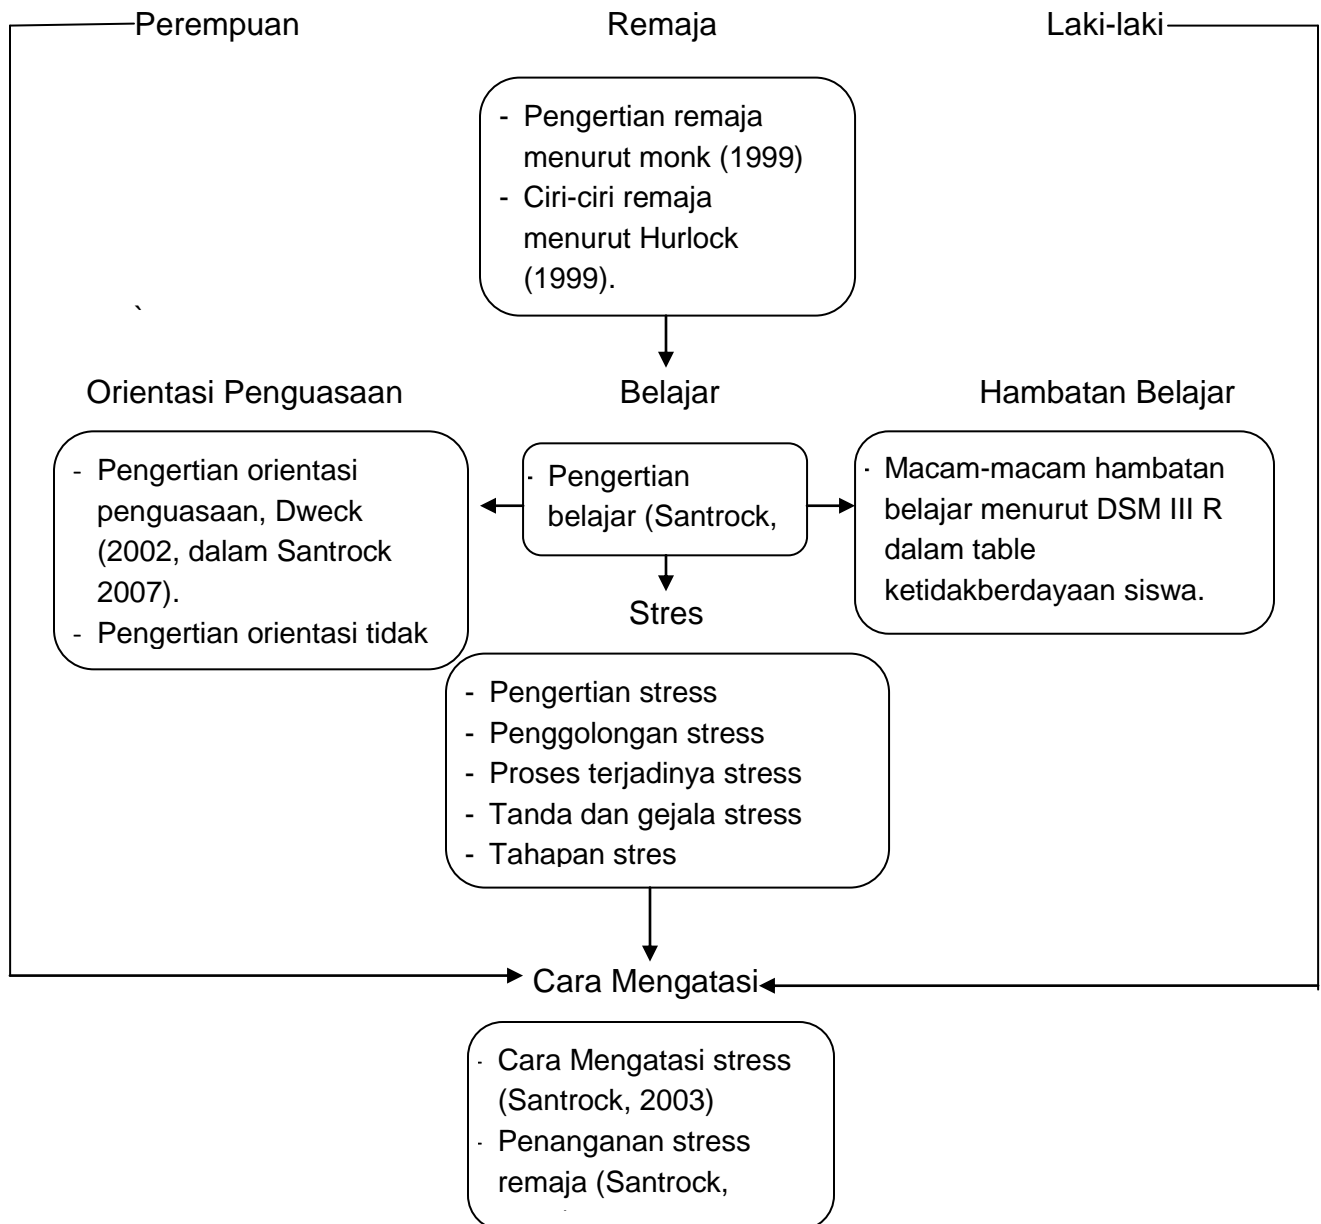 Perempuan
Remaja
Laki-laki
- Pengertian remaja
menurut monk (1999)
- Ciri-ciri remaja
menurut Hurlock
(1999).
`
Orientasi Penguasaan
Belajar
Hambatan Belajar
- Pengertian orientasi
penguasaan, Dweck
(2002, dalam Santrock
2007).
- Pengertian orientasi tidak
- Pengertian
belajar (Santrock,
- Macam-macam hambatan
belajar menurut DSM III R
dalam table
ketidakberdayaan siswa.
Stres
- Pengertian stress
- Penggolongan stress
- Proses terjadinya stress
- Tanda dan gejala stress
- Tahapan stres
Cara Mengatasi
- Cara Mengatasi stress
(Santrock, 2003)
- Penanganan stress
remaja (Santrock,